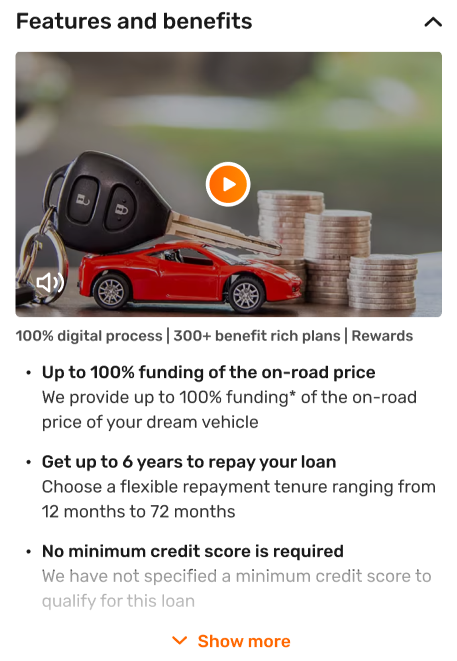 Features and benefits
100% digital process | 300+ benefit rich plans | Rewards
• Up to 100% funding of the on-road price
We provide up to 100% funding* of the on-road
price of your dream vehicle
• Get up to 6 years to repay your loan
Choose a flexible repayment tenure ranging from
12 months to 72 months
• No minimum credit score is required
We have not specified a minimum credit score to
qualify for this loan
Show more